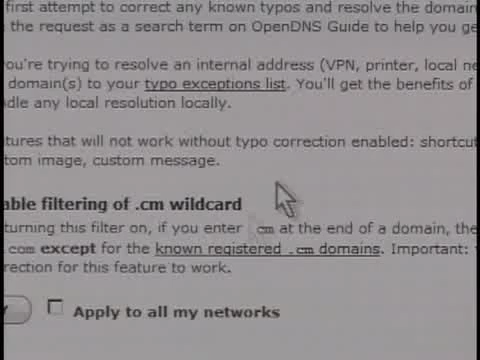 first attempt to correct any known typos and resolve the domain
the request as a search term on OpenDNS Guide to help you ge
you're trying to resolve an internal address (VPN, printer, local ne
domain(s) to your typo exceptions list. You'll get the benefits of
ndle any local resolution locally.
atures that will not work without typo correction enabled: shortcut
tom image, custom message.
able filtering of .cm wildcard
turning this filter on, if you enter .cm at the end of a domain, the
.com except for the known registered .cm domains. Important:
rection for this feature to work.
y Apply to all my networks